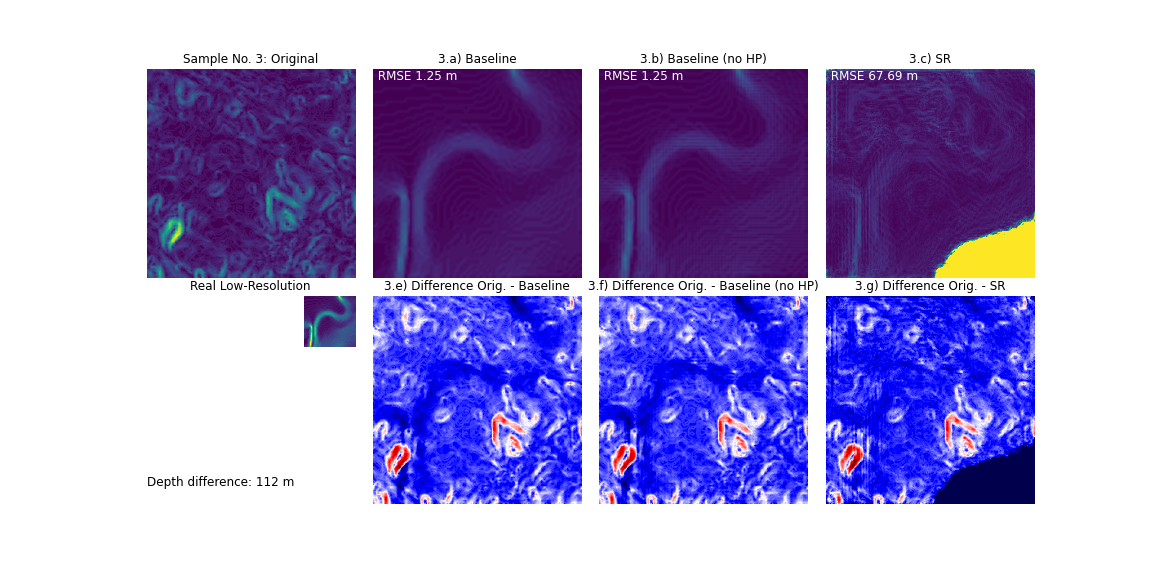 Sample No. 3: Original
3.a) Baseline
3.b) Baseline (no HP)
3.c) SR
RMSE 1.25 m
RMSE 1.25 m
RMSE 67.69 m
Real Low-Resolution
3.e) Difference Orig. - Baseline
3.f) Difference Orig. - Baseline (no HP)
3.g) Difference Orig. - SR
Depth difference: 112 m